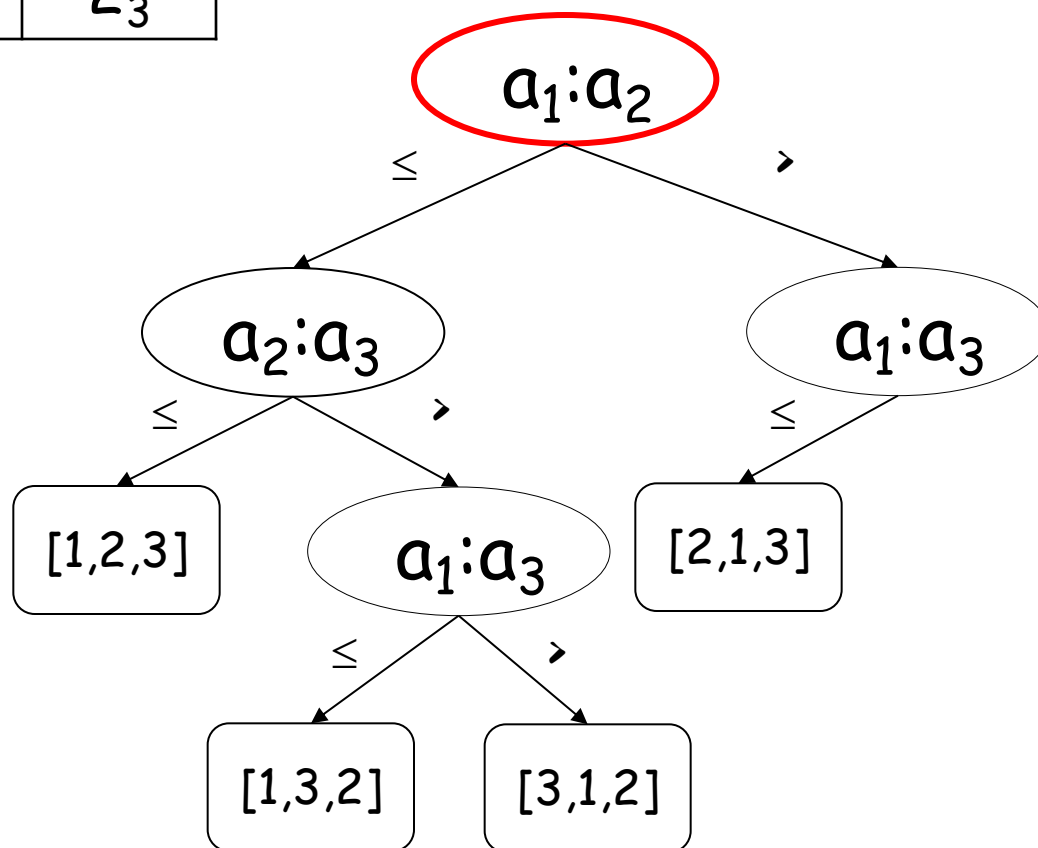 a₁:a₂
≤ >
a₂:a₃ a₁:a₃
≤ > ≤
[1,2,3] a₁:a₃ [2,1,3]
≤ >
[1,3,2] [3,1,2]